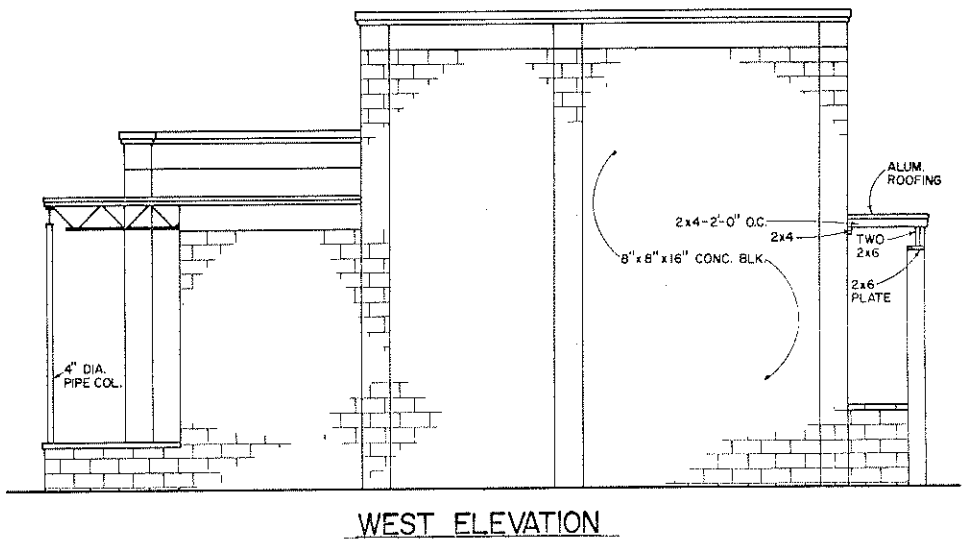 ALUM.
ROOFING
2x4-2'-0" O.C.
2x4
TWO
2x6
8"x8"x16" CONC. BLK.
2x6
PLATE
4" DIA.
PIPE COL.
WEST ELEVATION